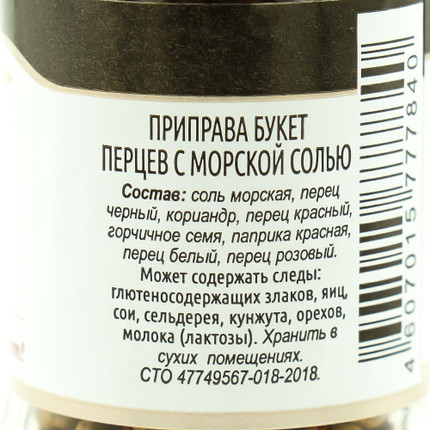 ПРИПРАВА БУКЕТ
ПЕРЦЕВ С МОРСКОЙ СОЛЬЮ
Состав: соль морская, перец
черный, кориандр, перец красный,
горчичное семя, паприка красная,
перец белый, перец розовый.
Может содержать следы:
глютеносодержащих злаков, яиц,
сои, сельдерея, кунжута, орехов,
молока (лактозы). Хранить в
сухих помещениях.
СТО 47749567-018-2018.
4607015777840